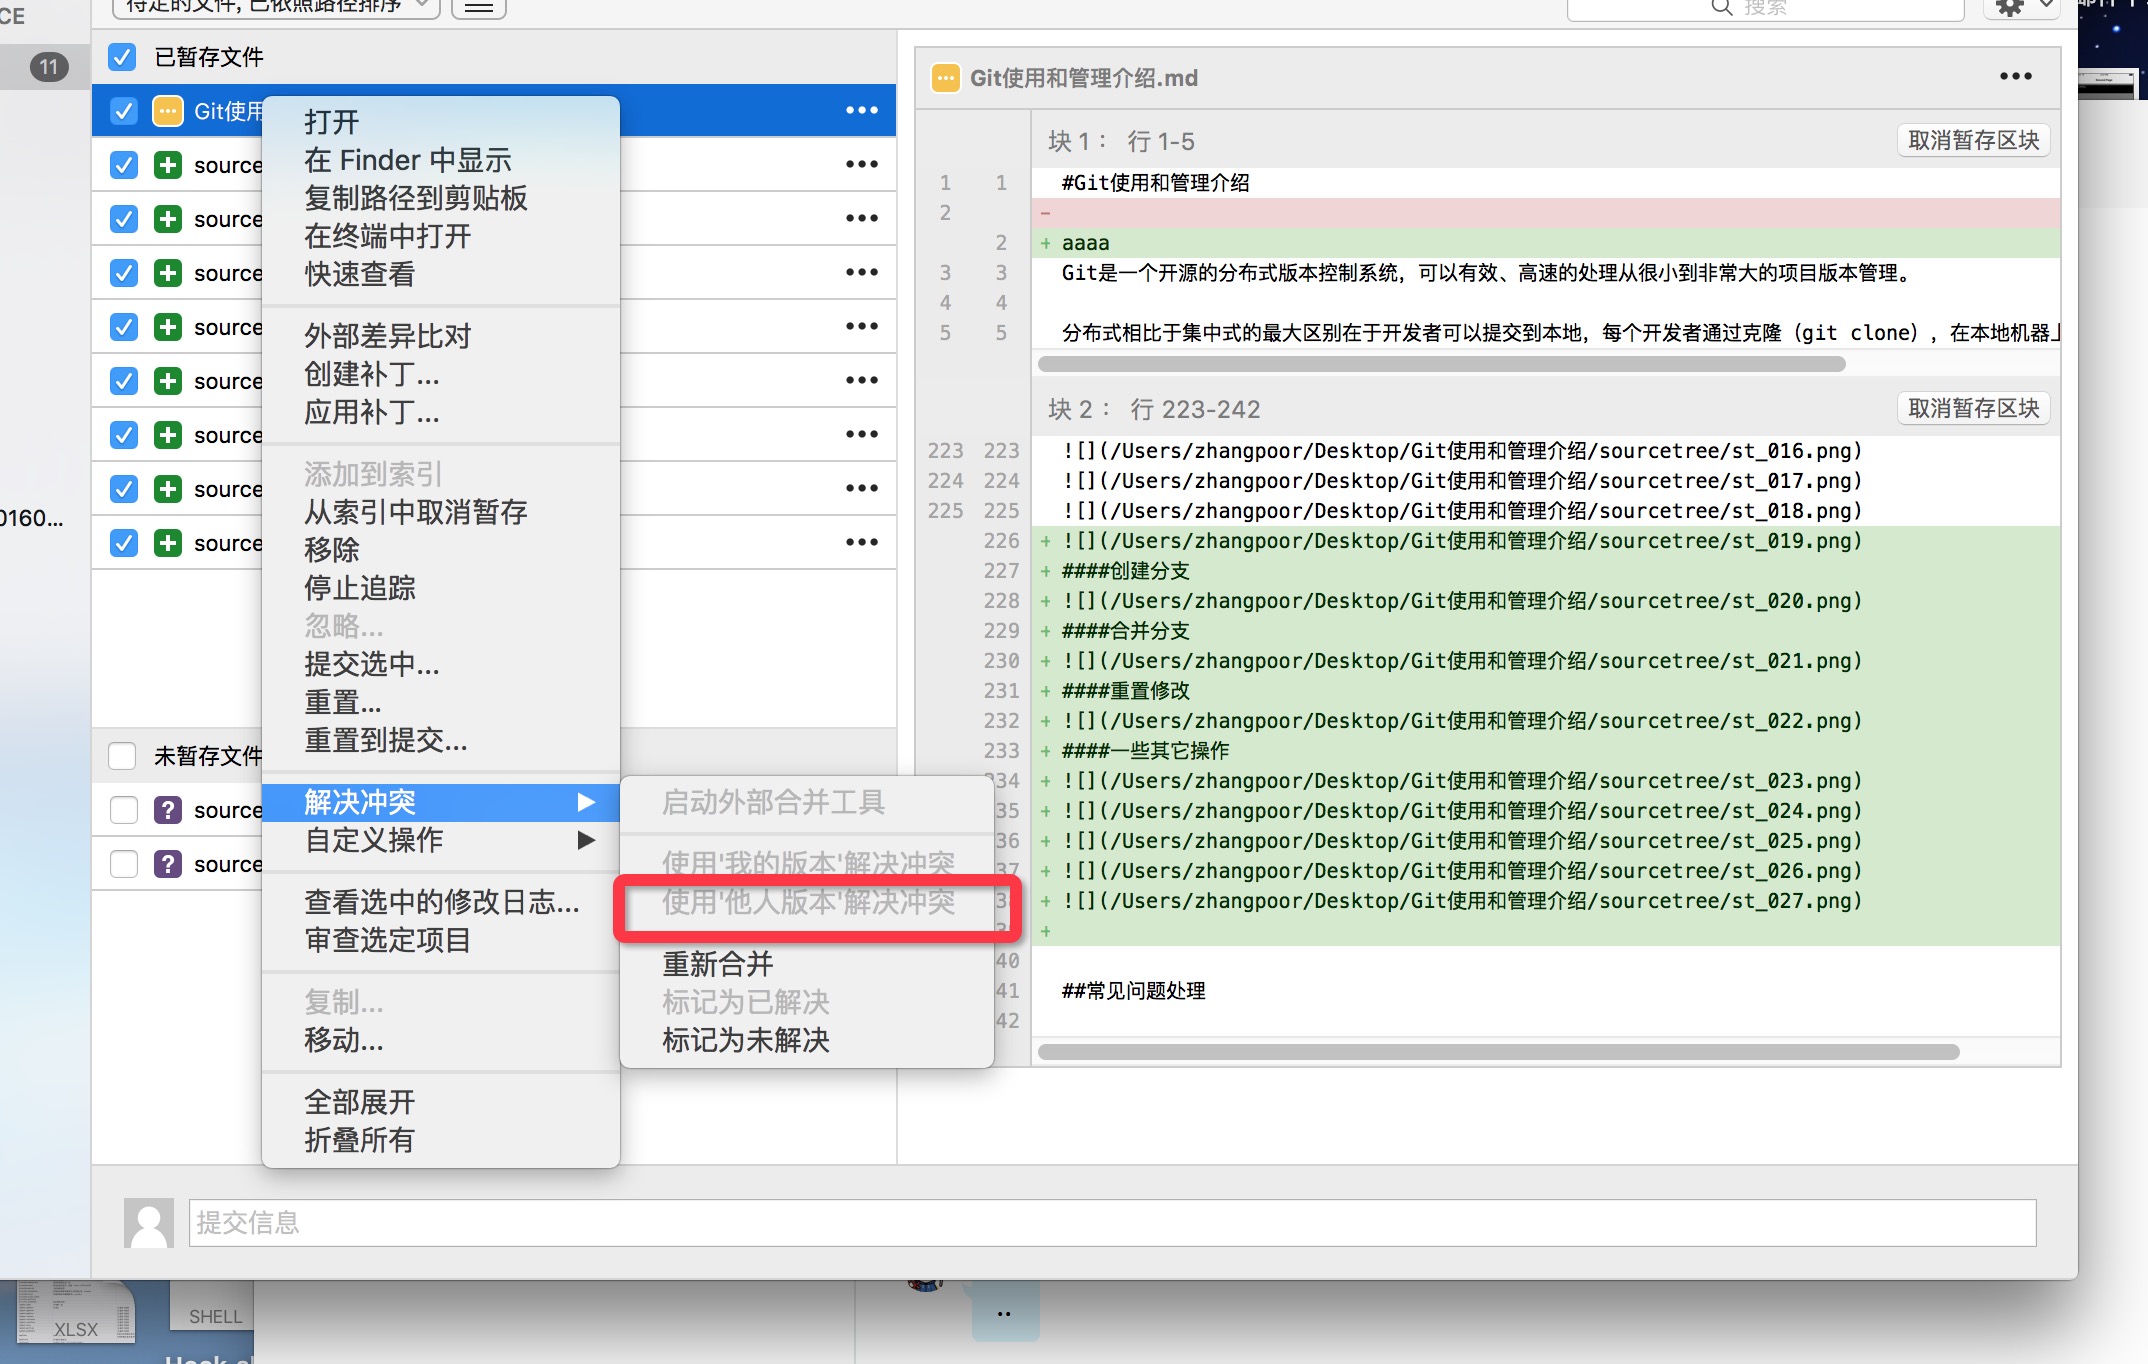 CE
待定的文件, 已依照路径排序
搜索
11
已暂存文件
Git使用
source
source
source
source
source
source
source
source
未暂存文件
source
source
0160...
打开
在 Finder 中显示
复制路径到剪贴板
在终端中打开
快速查看
外部差异比对
创建补丁...
应用补丁...
添加到索引
从索引中取消暂存
移除
停止追踪
忽略...
提交选中...
重置...
重置到提交...
解决冲突
自定义操作
查看选中的修改日志...
审查选定项目
复制...
移动...
全部展开
折叠所有
启动外部合并工具
使用'我的版本'解决冲突
使用'他人版本'解决冲突
重新合并
标记为已解决
标记为未解决
Git使用和管理介绍.md
块 1： 行 1-5
取消暂存区块
1 1 #Git使用和管理介绍
2 -
2 + aaaa
3 3 Git是一个开源的分布式版本控制系统，可以有效、高速的处理从很小到非常大的项目版本管理。
4 4
5 5 分布式相比于集中式的最大区别在于开发者可以提交到本地，每个开发者通过克隆（git clone），在本地机器上
块 2： 行 223-242
取消暂存区块
223 223 ![](/Users/zhangpoor/Desktop/Git使用和管理介绍/sourcetree/st_016.png)
224 224 ![](/Users/zhangpoor/Desktop/Git使用和管理介绍/sourcetree/st_017.png)
225 225 ![](/Users/zhangpoor/Desktop/Git使用和管理介绍/sourcetree/st_018.png)
226 + ![](/Users/zhangpoor/Desktop/Git使用和管理介绍/sourcetree/st_019.png)
227 + ####创建分支
228 + ![](/Users/zhangpoor/Desktop/Git使用和管理介绍/sourcetree/st_020.png)
229 + ####合并分支
230 + ![](/Users/zhangpoor/Desktop/Git使用和管理介绍/sourcetree/st_021.png)
231 + ####重置修改
232 + ![](/Users/zhangpoor/Desktop/Git使用和管理介绍/sourcetree/st_022.png)
233 + ####一些其它操作
34 + ![](/Users/zhangpoor/Desktop/Git使用和管理介绍/sourcetree/st_023.png)
35 + ![](/Users/zhangpoor/Desktop/Git使用和管理介绍/sourcetree/st_024.png)
36 + ![](/Users/zhangpoor/Desktop/Git使用和管理介绍/sourcetree/st_025.png)
37 + ![](/Users/zhangpoor/Desktop/Git使用和管理介绍/sourcetree/st_026.png)
+ ![](/Users/zhangpoor/Desktop/Git使用和管理介绍/sourcetree/st_027.png)
+
40
41 ##常见问题处理
42
提交信息
XLSX
SHELL